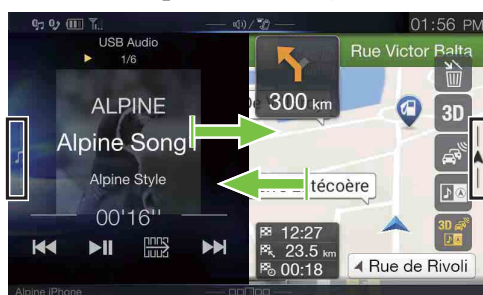 01:56 PM
USB Audio
1/6
ALPINE
Alpine Song
Alpine Style
00'16"
Alpine iPhone
Rue Victor Balta
300 km
3D
técoère
3D
12:27
23.5 km
00:18
Rue de Rivoli